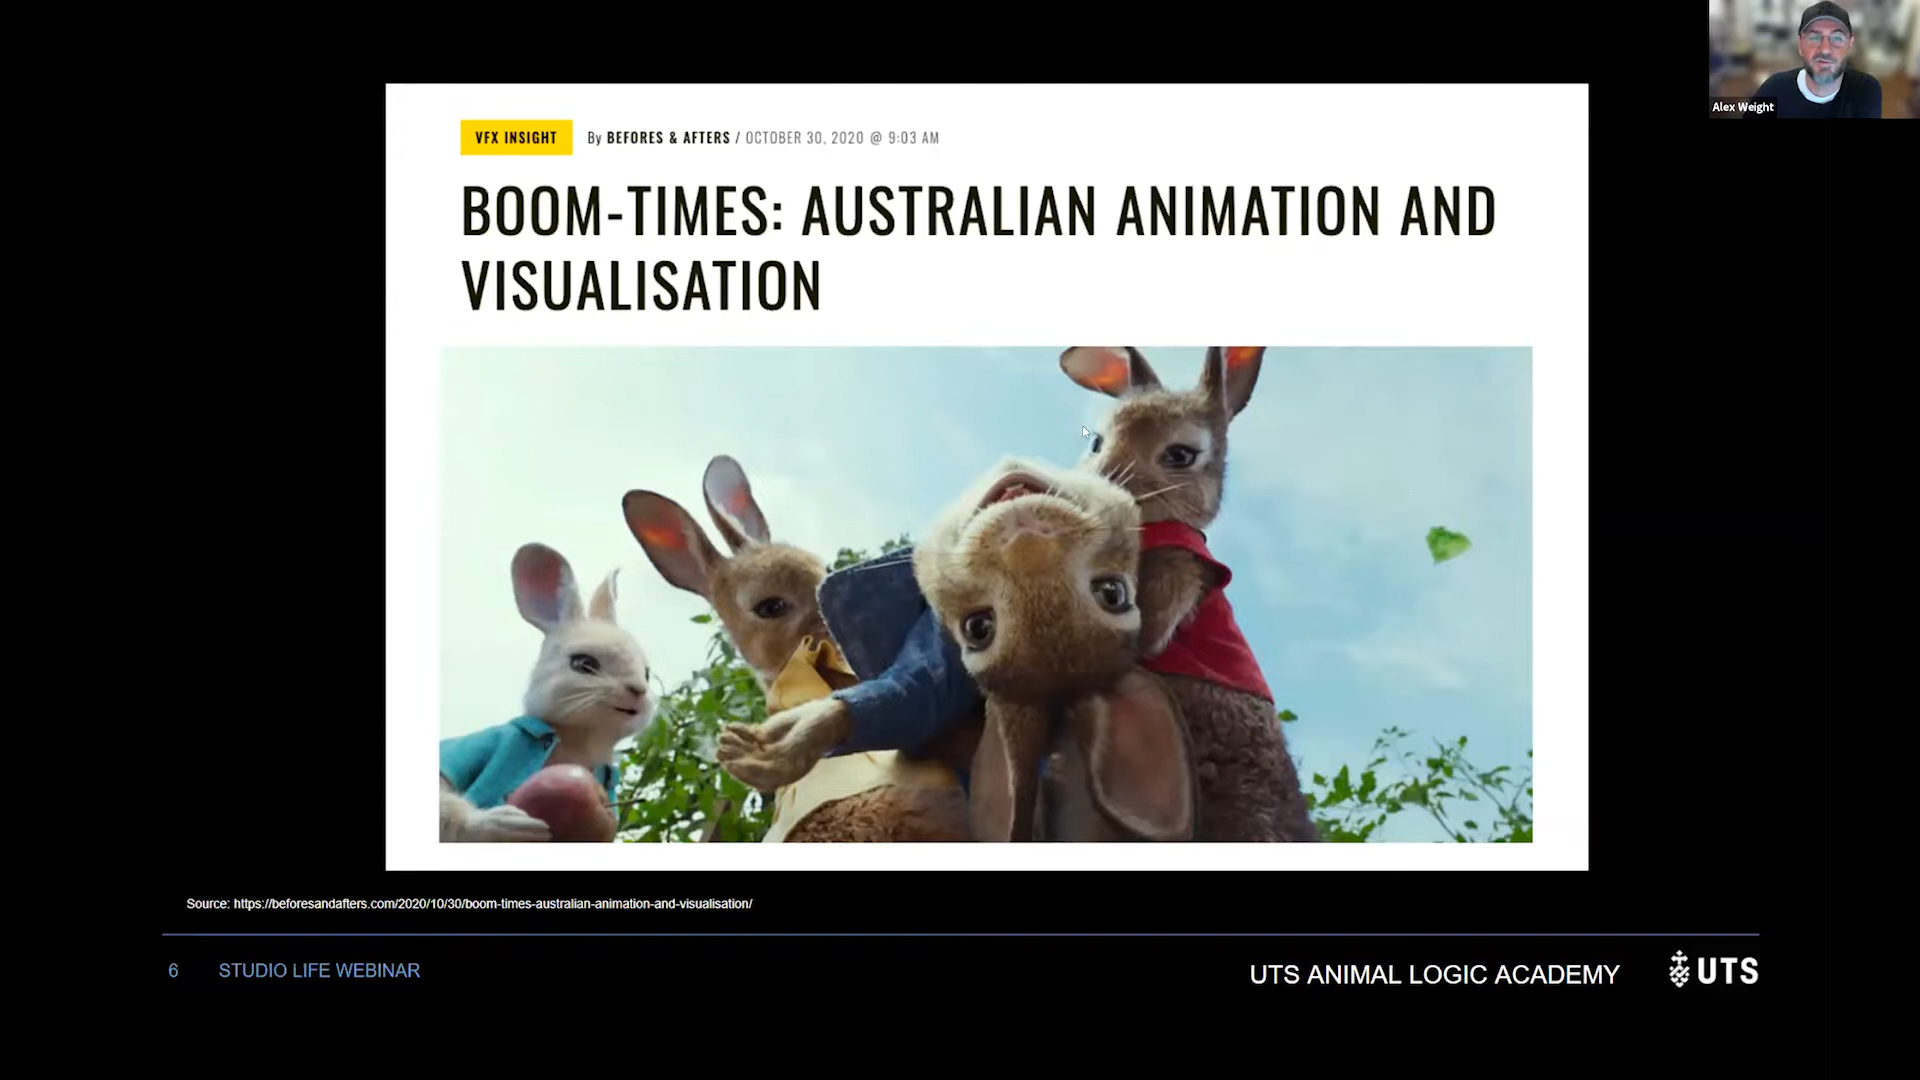 Alex Weight
VFX INSIGHT
By BEFORES & AFTERS / OCTOBER 30, 2020 @ 9:03 AM
BOOM-TIMES: AUSTRALIAN ANIMATION AND
VISUALISATION
Source: https://beforesandafters.com/2020/10/30/boom-times-australian-animation-and-visualisation/
6 STUDIO LIFE WEBINAR
UTS ANIMAL LOGIC ACADEMY
UTS